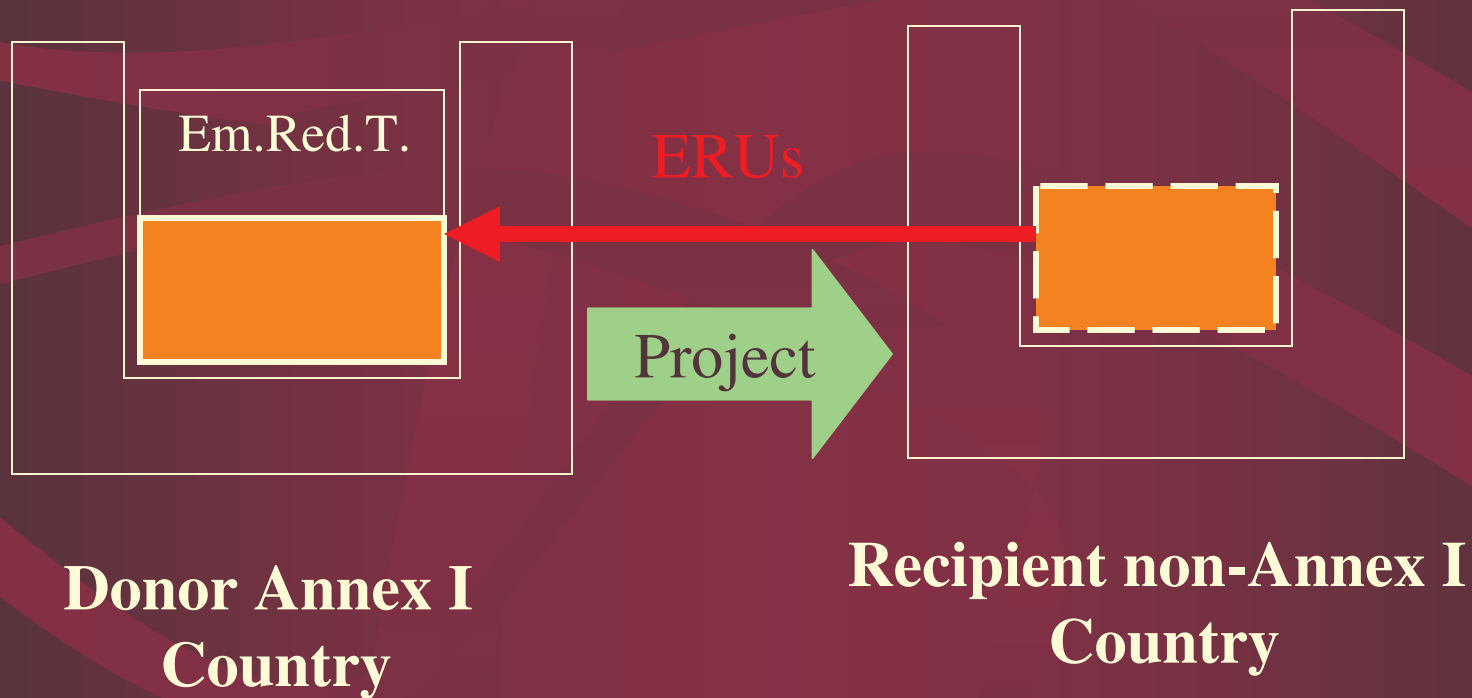 Em.Red.T.
ERUs
Project
Donor Annex I
Country
Recipient non-Annex I
Country